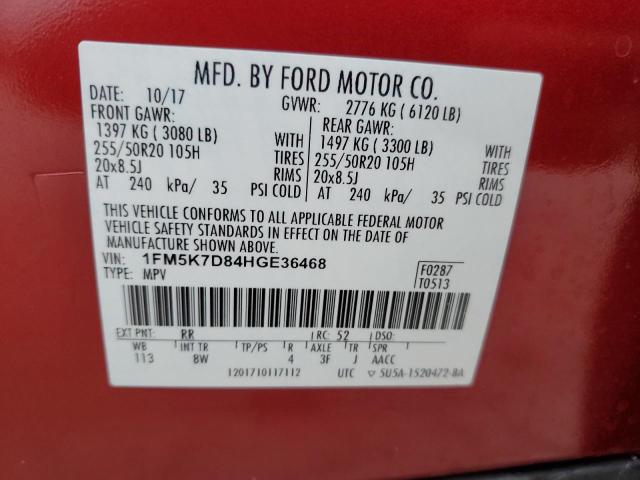 MFD. BY FORD MOTOR CO.
DATE: 10/17 GVWR: 2776 KG ( 6120 LB)
FRONT GAWR: REAR GAWR:
1397 KG ( 3080 LB) WITH 1497 KG ( 3300 LB) WITH
255/50R20 105H TIRES 255/50R20 105H TIRES
20x8.5J RIMS 20x8.5J RIMS
AT 240 kPa/ 35 PSI COLD AT 240 kPa/ 35 PSI COLD
THIS VEHICLE CONFORMS TO ALL APPLICABLE FEDERAL MOTOR
VEHICLE SAFETY STANDARDS IN EFFECT ON THE DATE OF
MANUFACTURE SHOWN ABOVE.
VIN: 1FM5K7D84HGE36468 F0287
TYPE: MPV T0513
EXT PNT: RR RC: 52 DSO:
WB INT TR TP/PS R AXLE TR SPR
113 8W 4 3F J AACC
1201710117112 UTC ▽ 5U5A-1520472-BA